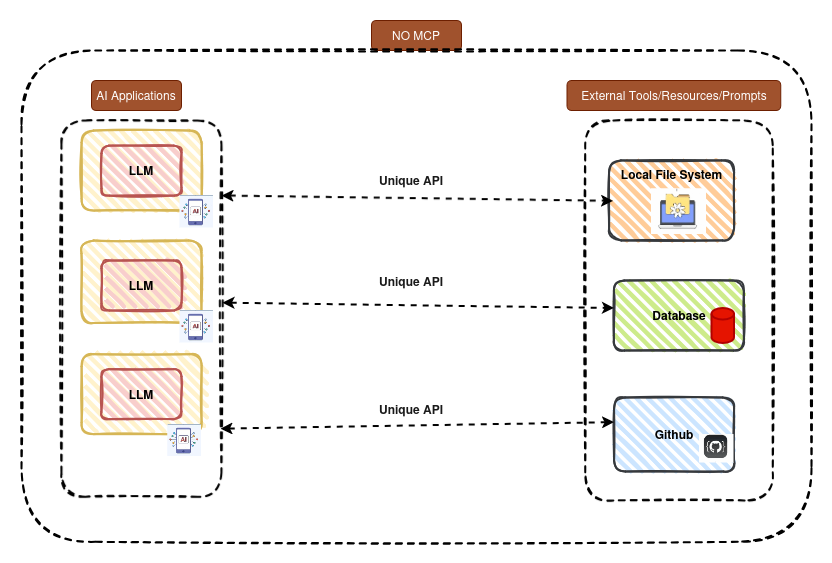 NO MCP
AI Applications
External Tools/Resources/Prompts
LLM
AI
Unique API
Local File System
LLM
AI
Unique API
Database
LLM
AI
Unique API
Github